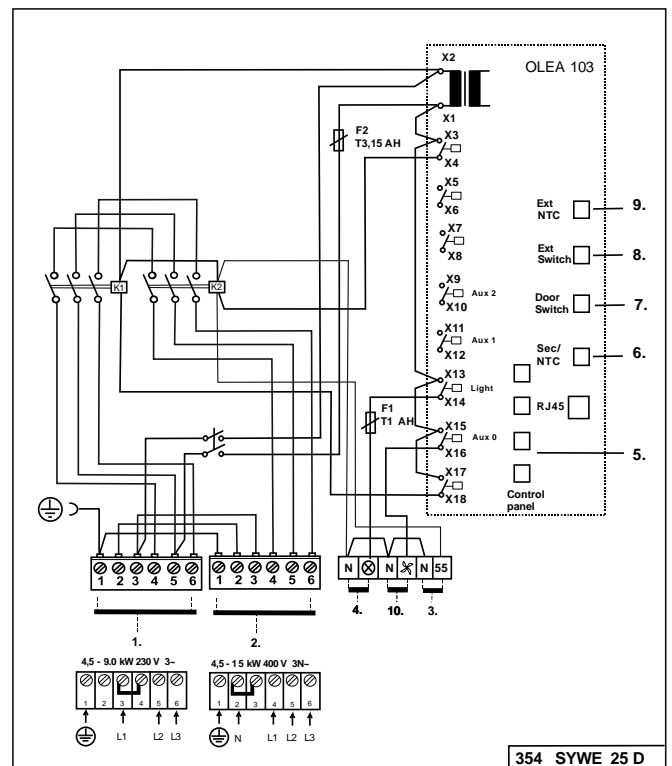 X2
OLEA 103
X1
F2
T3,15 AH
X3
X4
X5
X6
Ext
NTC
9.
X7
X8
Ext
Switch
8.
K1
K2
X9
X10
Aux 2
Door
Switch
7.
X11
X12
Aux 1
Sec/
NTC
6.
X13
X14
Light
F1
T1 AH
RJ45
X15
X16
Aux 0
5.
X17
X18
Control
panel
1 2 3 4 5 6
1 2 3 4 5 6
N N N 55
4. 10. 3.
1.
2.
4,5 - 9.0 kW 230 V 3~
1 2 3 4 5 6
L1 L2 L3
4,5 - 15 kW 400 V 3N~
1 2 3 4 5 6
N L1 L2 L3
354 SYWE 25 D